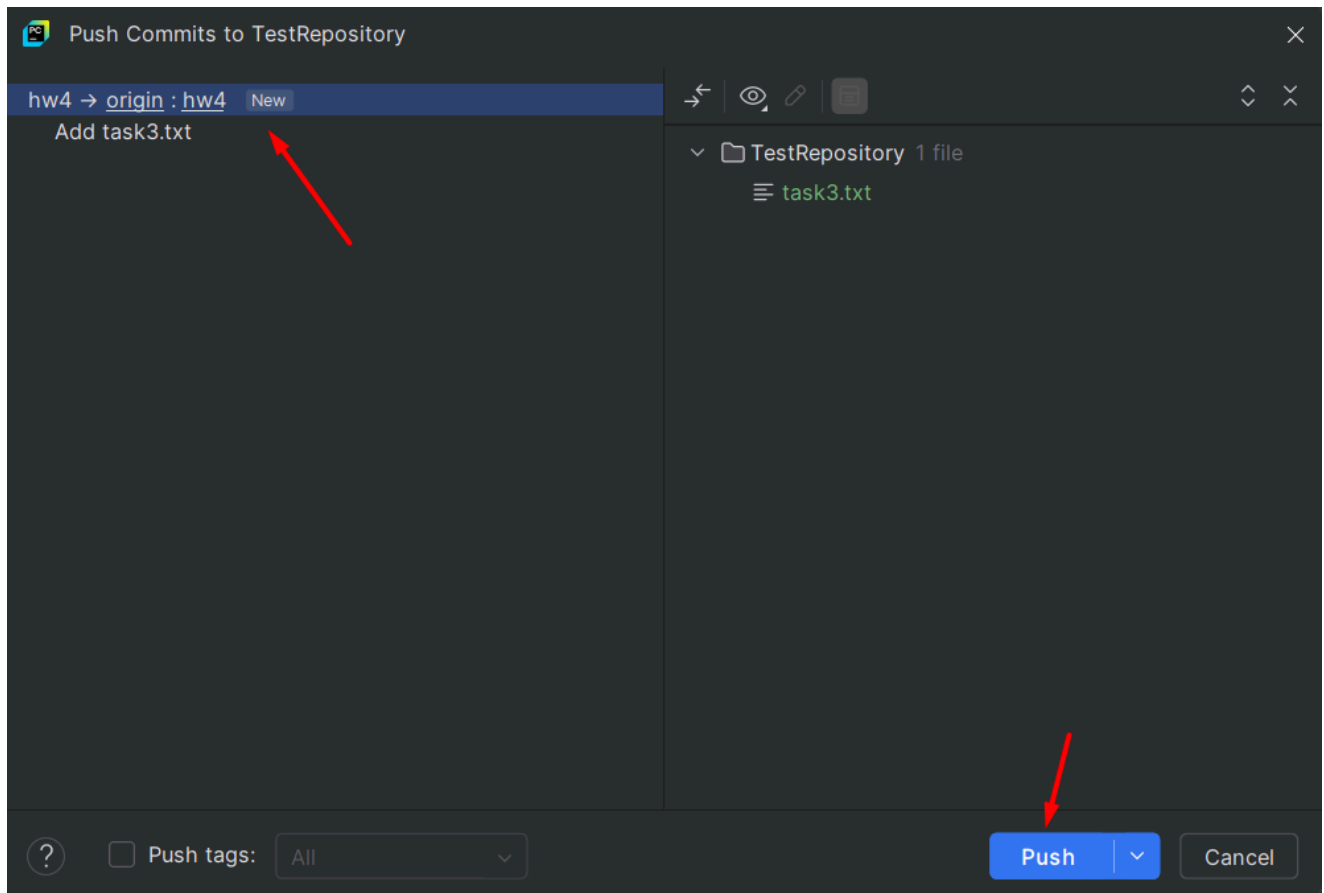 PC
Push Commits to TestRepository
hw4 → origin : hw4 New
Add task3.txt
TestRepository 1 file
task3.txt
? Push tags: All
Push Cancel